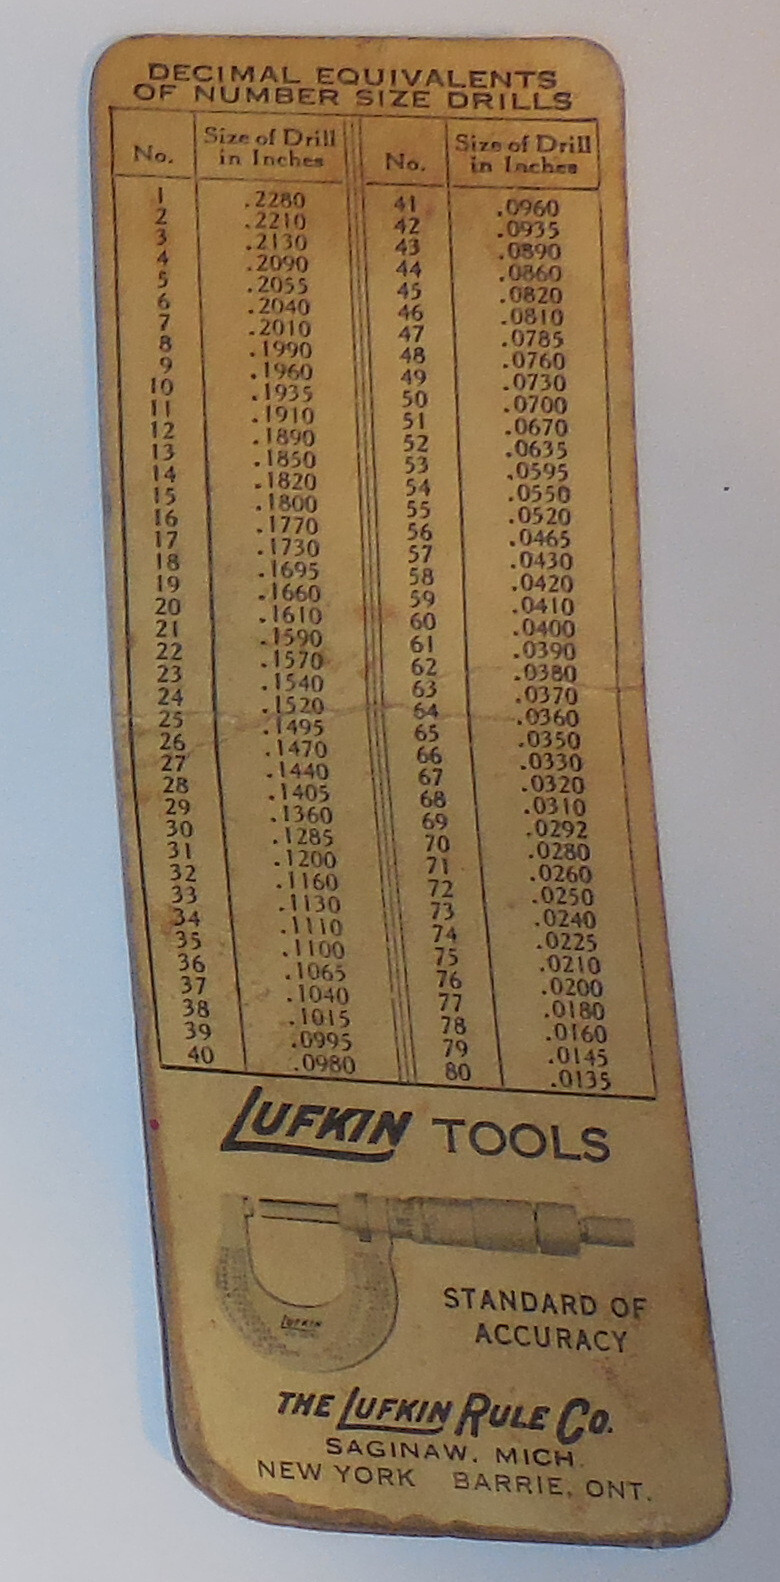 DECIMAL EQUIVALENTS
OF NUMBER SIZE DRILLS
No. Size of Drill in Inches No. Size of Drill in Inches
1 .2280 41 .0960
2 .2210 42 .0935
3 .2130 43 .0890
4 .2090 44 .0860
5 .2055 45 .0820
6 .2040 46 .0810
7 .2010 47 .0785
8 .1990 48 .0760
9 .1960 49 .0730
10 .1935 50 .0700
11 .1910 51 .0670
12 .1890 52 .0635
13 .1850 53 .0595
14 .1820 54 .0550
15 .1800 55 .0520
16 .1770 56 .0465
17 .1730 57 .0430
18 .1695 58 .0420
19 .1660 59 .0410
20 .1610 60 .0400
21 .1590 61 .0390
22 .1570 62 .0380
23 .1540 63 .0370
24 .1520 64 .0360
25 .1495 65 .0350
26 .1470 66 .0330
27 .1440 67 .0320
28 .1405 68 .0310
29 .1360 69 .0292
30 .1285 70 .0280
31 .1200 71 .0260
32 .1160 72 .0250
33 .1130 73 .0240
34 .1110 74 .0225
35 .1100 75 .0210
36 .1065 76 .0200
37 .1040 77 .0180
38 .1015 78 .0160
39 .0995 79 .0145
40 .0980 80 .0135
LUFKIN TOOLS
LUFKIN
STANDARD OF
ACCURACY
THE LUFKIN RULE CO.
SAGINAW, MICH.
NEW YORK BARRIE, ONT.